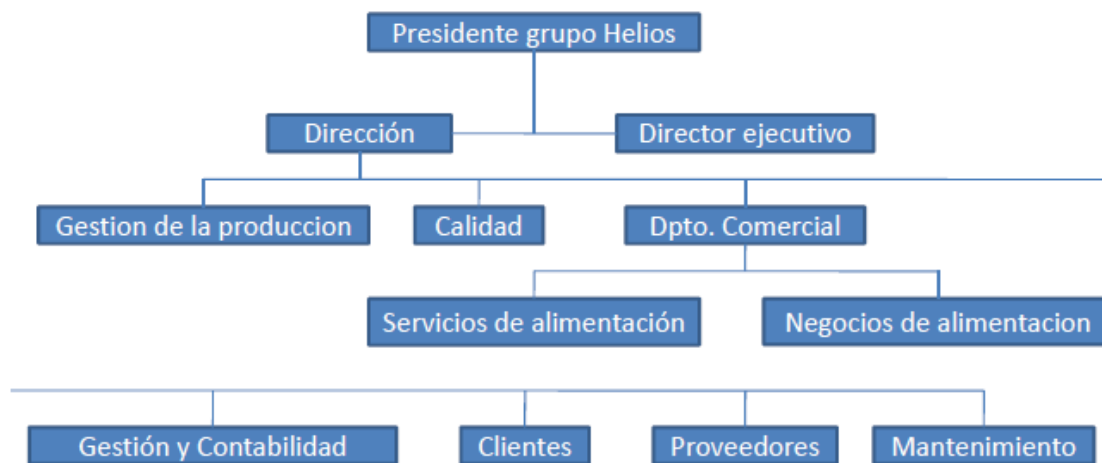 Presidente grupo Helios
Dirección
Director ejecutivo
Gestion de la produccion
Calidad
Dpto. Comercial
Servicios de alimentación
Negocios de alimentacion
Gestión y Contabilidad
Clientes
Proveedores
Mantenimiento